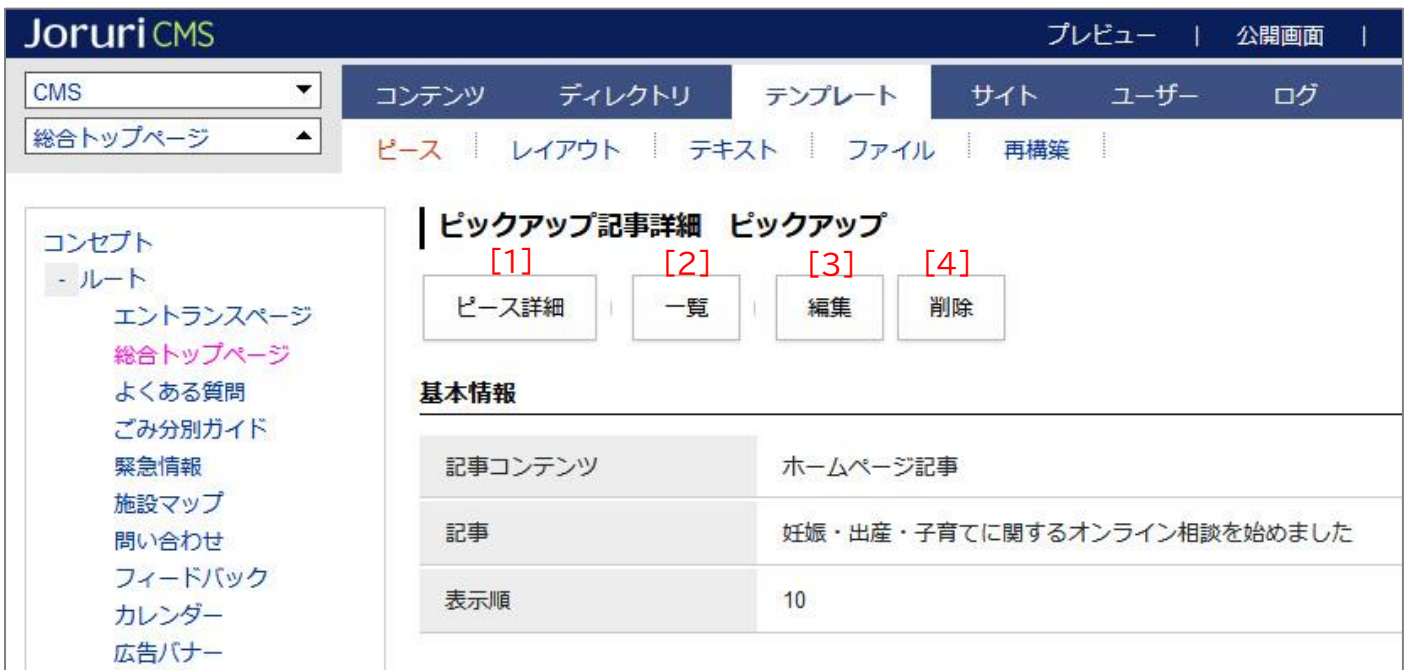 Joruri CMS プレビュー | 公開画面 |
CMS
コンテンツ ディレクトリ テンプレート サイト ユーザー ログ
総合トップページ
ピース レイアウト テキスト ファイル 再構築
ピックアップ記事詳細 ピックアップ
[1] [2] [3] [4]
ピース詳細 一覧 編集 削除
コンセプト
- ルート
エントランスページ
総合トップページ
よくある質問
ごみ分別ガイド
緊急情報
施設マップ
問い合わせ
フィードバック
カレンダー
広告バナー
基本情報
記事コンテンツ ホームページ記事
記事 妊娠・出産・子育てに関するオンライン相談を始めました
表示順 10